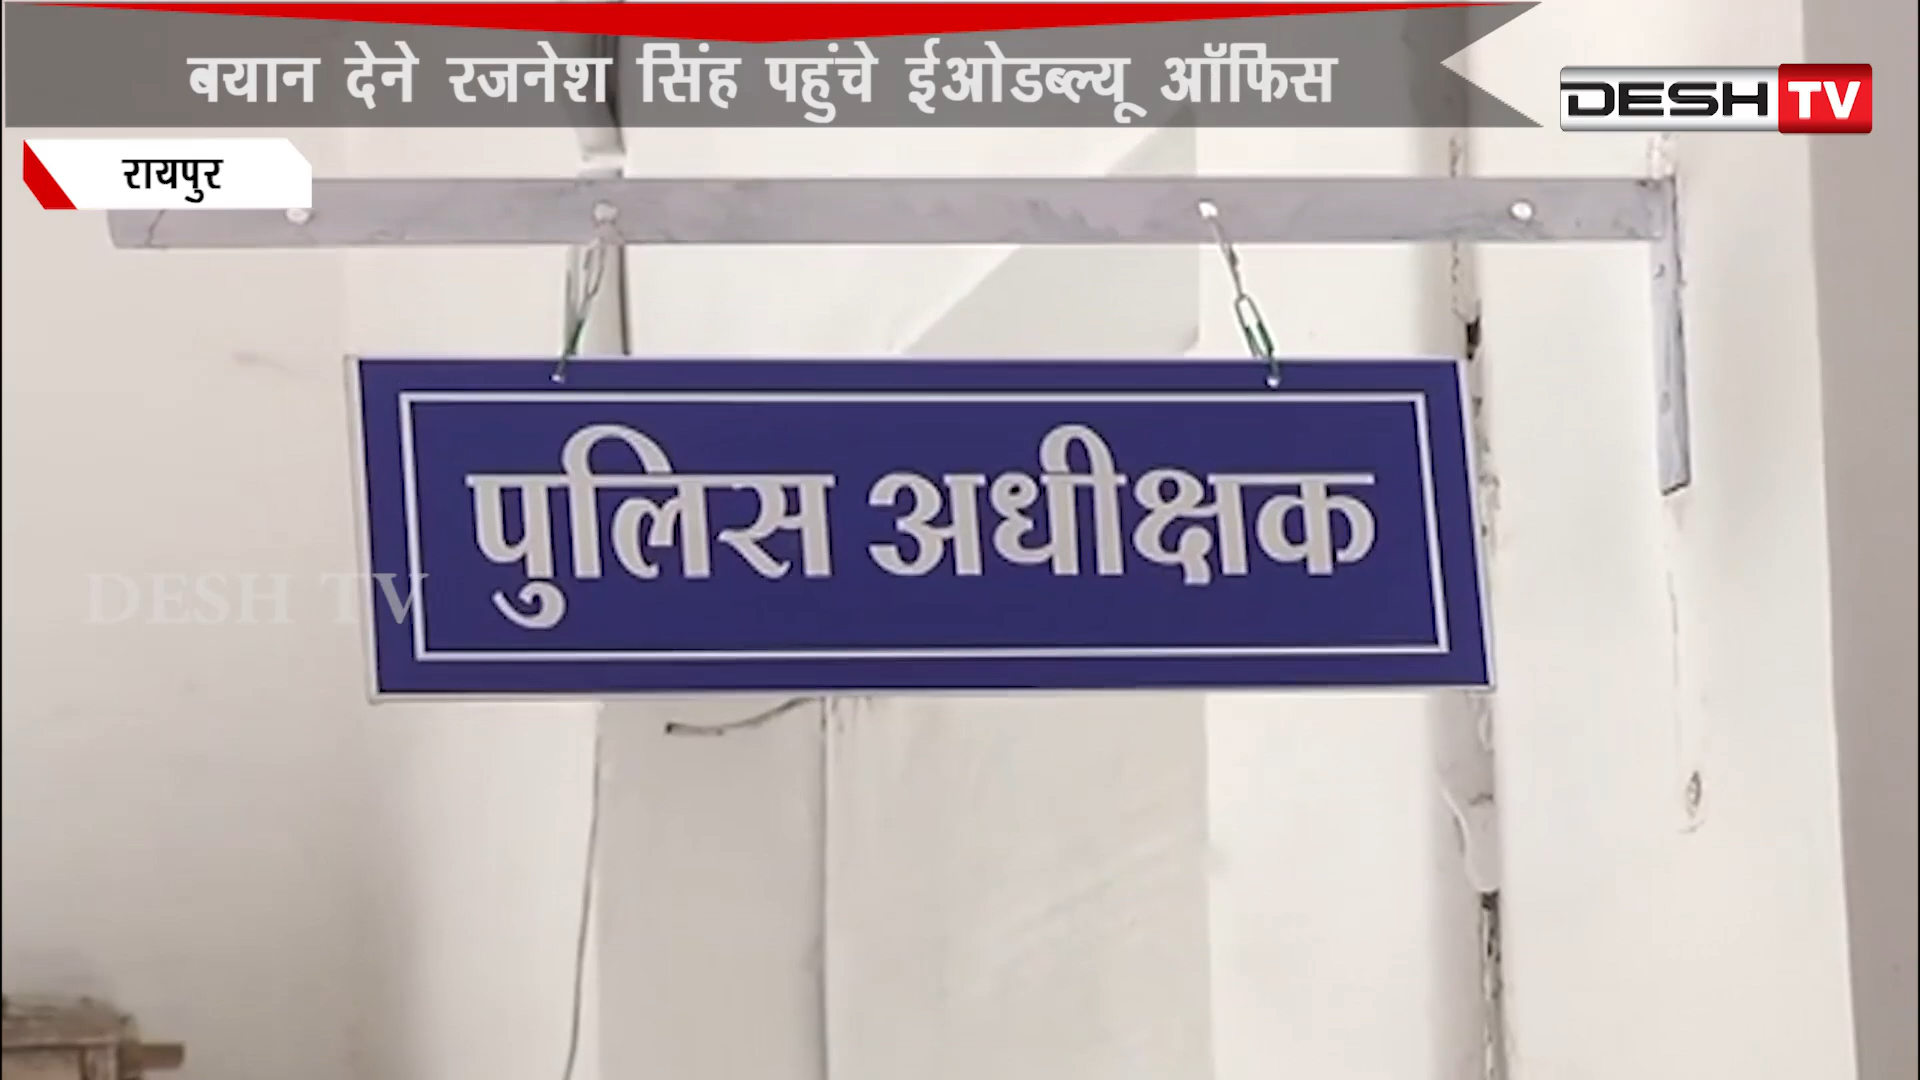 बयान देने रजनेश सिंह पहुंचे ईओडब्ल्यू ऑफिस
DESH TV
रायपुर
पुलिस अधीक्षक
DESH TV